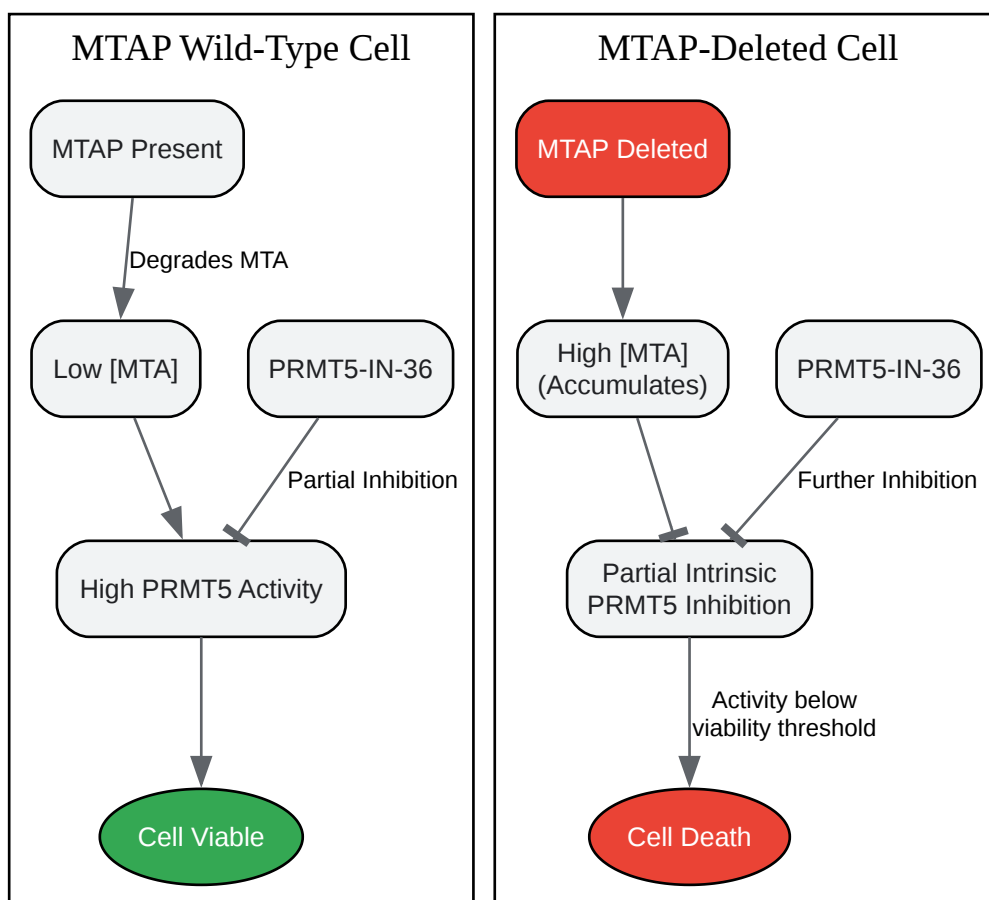 MTAP Wild-Type Cell
MTAP Present
Degrades MTA
Low [MTA]
PRMT5-IN-36
Partial Inhibition
High PRMT5 Activity
Cell Viable
MTAP-Deleted Cell
MTAP Deleted
High [MTA]
(Accumulates)
PRMT5-IN-36
Further Inhibition
Partial Intrinsic
PRMT5 Inhibition
Activity below
viability threshold
Cell Death